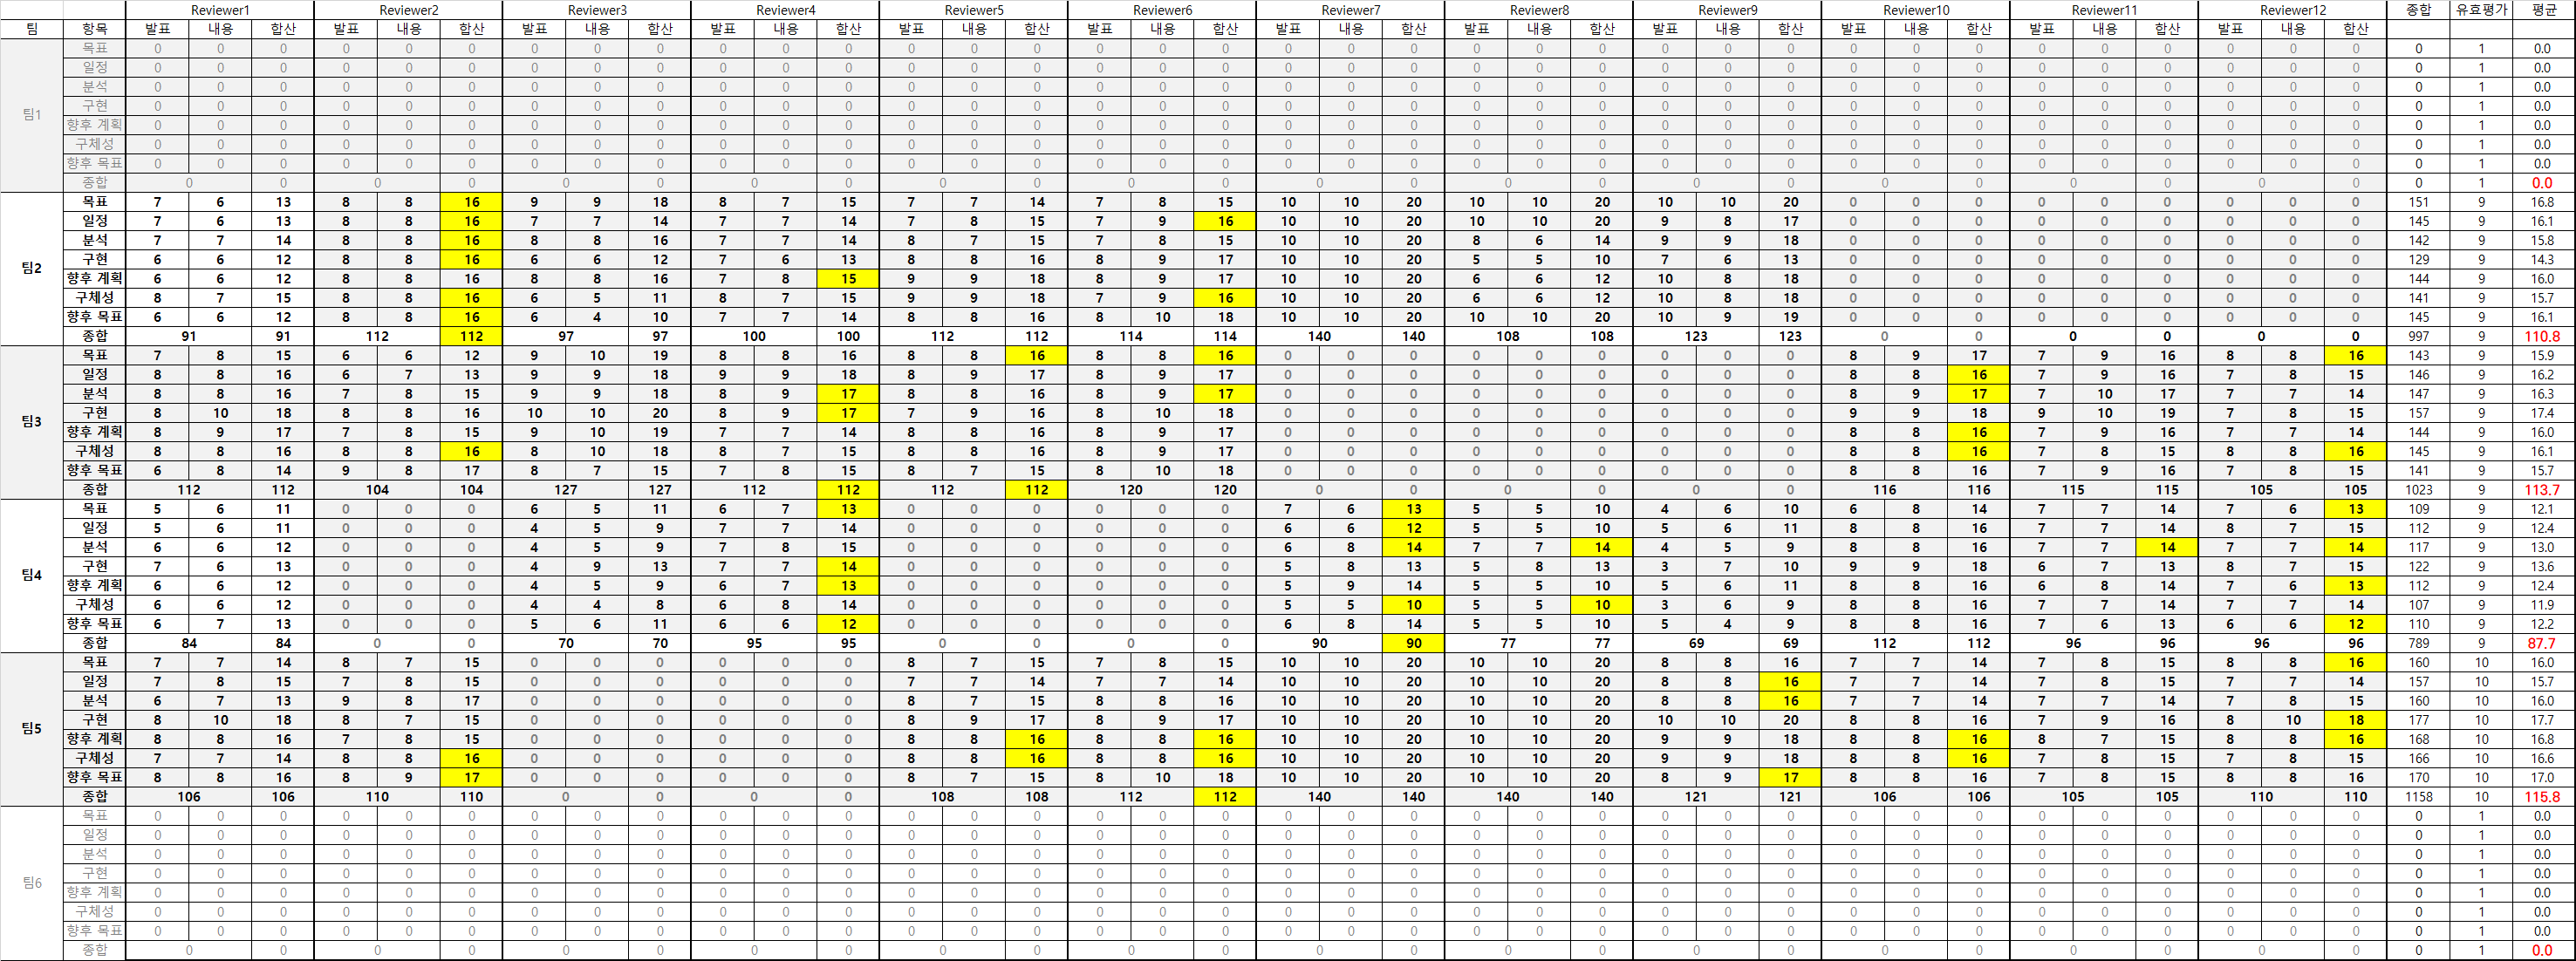 Reviewer1 Reviewer2 Reviewer3 Reviewer4 Reviewer5 Reviewer6 Reviewer7 Reviewer8 Reviewer9 Reviewer10 Reviewer11 Reviewer12 종합 유효평가 평균
팀 항목 발표 내용 합산 발표 내용 합산 발표 내용 합산 발표 내용 합산 발표 내용 합산 발표 내용 합산 발표 내용 합산 발표 내용 합산 발표 내용 합산 발표 내용 합산 발표 내용 합산 발표 내용 합산
팀1
목표 0 0 0 0 0 0 0 0 0 0 0 0 0 0 0 0 0 0 0 0 0 0 0 0 0 0 0 0 0 0 0 0 0 0 0 0 0 1 0.0
일정 0 0 0 0 0 0 0 0 0 0 0 0 0 0 0 0 0 0 0 0 0 0 0 0 0 0 0 0 0 0 0 0 0 0 0 0 0 1 0.0
분석 0 0 0 0 0 0 0 0 0 0 0 0 0 0 0 0 0 0 0 0 0 0 0 0 0 0 0 0 0 0 0 0 0 0 0 0 0 1 0.0
구현 0 0 0 0 0 0 0 0 0 0 0 0 0 0 0 0 0 0 0 0 0 0 0 0 0 0 0 0 0 0 0 0 0 0 0 0 0 1 0.0
향후 계획 0 0 0 0 0 0 0 0 0 0 0 0 0 0 0 0 0 0 0 0 0 0 0 0 0 0 0 0 0 0 0 0 0 0 0 0 0 1 0.0
구체성 0 0 0 0 0 0 0 0 0 0 0 0 0 0 0 0 0 0 0 0 0 0 0 0 0 0 0 0 0 0 0 0 0 0 0 0 0 1 0.0
향후 목표 0 0 0 0 0 0 0 0 0 0 0 0 0 0 0 0 0 0 0 0 0 0 0 0 0 0 0 0 0 0 0 0 0 0 0 0 0 1 0.0
종합 0 0 0 0 0 0 0 0 0 0 0 0 0 0 0 0 0 0 0 0 0 0 0 0 0 1 0.0
팀2
목표 7 6 13 8 8 16 9 9 18 8 7 15 7 7 14 7 8 15 10 10 20 10 10 20 10 10 20 0 0 0 0 0 0 0 0 0 151 9 16.8
일정 7 6 13 8 8 16 7 7 14 7 7 14 7 8 15 7 9 16 10 10 20 10 10 20 9 8 17 0 0 0 0 0 0 0 0 0 145 9 16.1
분석 7 7 14 8 8 16 8 8 16 7 7 14 8 7 15 7 8 15 10 10 20 8 6 14 9 9 18 0 0 0 0 0 0 0 0 0 142 9 15.8
구현 6 6 12 8 8 16 6 6 12 7 6 13 8 8 16 8 9 17 10 10 20 5 5 10 7 6 13 0 0 0 0 0 0 0 0 0 129 9 14.3
향후 계획 6 6 12 8 8 16 8 8 16 7 8 15 9 9 18 8 9 17 10 10 20 6 6 12 10 8 18 0 0 0 0 0 0 0 0 0 144 9 16.0
구체성 8 7 15 8 8 16 6 5 11 8 7 15 9 9 18 7 9 16 10 10 20 6 6 12 10 8 18 0 0 0 0 0 0 0 0 0 141 9 15.7
향후 목표 6 6 12 8 8 16 6 4 10 7 7 14 8 8 16 8 10 18 10 10 20 10 10 20 10 9 19 0 0 0 0 0 0 0 0 0 145 9 16.1
종합 91 91 112 112 97 97 100 100 112 112 114 114 140 140 108 108 123 123 0 0 0 0 0 0 997 9 110.8
팀3
목표 7 8 15 6 6 12 9 10 19 8 8 16 8 8 16 8 8 16 0 0 0 0 0 0 0 0 0 8 9 17 7 9 16 8 8 16 143 9 15.9
일정 8 8 16 6 7 13 9 9 18 9 9 18 8 9 17 8 9 17 0 0 0 0 0 0 0 0 0 8 8 16 7 9 16 7 8 15 146 9 16.2
분석 8 8 16 7 8 15 9 9 18 8 9 17 8 8 16 8 9 17 0 0 0 0 0 0 0 0 0 8 9 17 7 10 17 7 7 14 147 9 16.3
구현 8 10 18 8 8 16 10 10 20 8 9 17 7 9 16 8 10 18 0 0 0 0 0 0 0 0 0 9 9 18 9 10 19 7 8 15 157 9 17.4
향후 계획 8 9 17 7 8 15 9 10 19 7 7 14 8 8 16 8 9 17 0 0 0 0 0 0 0 0 0 8 8 16 7 9 16 7 7 14 144 9 16.0
구체성 8 8 16 8 8 16 8 10 18 8 7 15 8 8 16 8 9 17 0 0 0 0 0 0 0 0 0 8 8 16 7 8 15 8 8 16 145 9 16.1
향후 목표 6 8 14 9 8 17 8 7 15 7 8 15 8 7 15 8 10 18 0 0 0 0 0 0 0 0 0 8 8 16 7 9 16 7 8 15 141 9 15.7
종합 112 112 104 104 127 127 112 112 112 112 120 120 0 0 0 0 0 0 116 116 115 115 105 105 1023 9 113.7
팀4
목표 5 6 11 0 0 0 6 5 11 6 7 13 0 0 0 0 0 0 7 6 13 5 5 10 4 6 10 6 8 14 7 7 14 7 6 13 109 9 12.1
일정 5 6 11 0 0 0 4 5 9 7 7 14 0 0 0 0 0 0 6 6 12 5 5 10 5 6 11 8 8 16 7 7 14 8 7 15 112 9 12.4
분석 6 6 12 0 0 0 4 5 9 7 8 15 0 0 0 0 0 0 6 8 14 7 7 14 4 5 9 8 8 16 7 7 14 7 7 14 117 9 13.0
구현 7 6 13 0 0 0 4 9 13 7 7 14 0 0 0 0 0 0 5 8 13 5 8 13 3 7 10 9 9 18 6 7 13 8 7 15 122 9 13.6
향후 계획 6 6 12 0 0 0 4 5 9 6 7 13 0 0 0 0 0 0 5 9 14 5 5 10 5 6 11 8 8 16 6 8 14 7 6 13 112 9 12.4
구체성 6 6 12 0 0 0 4 4 8 6 8 14 0 0 0 0 0 0 5 5 10 5 5 10 3 6 9 8 8 16 7 7 14 7 7 14 107 9 11.9
향후 목표 6 7 13 0 0 0 5 6 11 6 6 12 0 0 0 0 0 0 6 8 14 5 5 10 5 4 9 8 8 16 7 6 13 6 6 12 110 9 12.2
종합 84 84 0 0 70 70 95 95 0 0 0 0 90 90 77 77 69 69 112 112 96 96 96 96 789 9 87.7
팀5
목표 7 7 14 8 7 15 0 0 0 0 0 0 8 7 15 7 8 15 10 10 20 10 10 20 8 8 16 7 7 14 7 8 15 8 8 16 160 10 16.0
일정 7 8 15 7 8 15 0 0 0 0 0 0 7 7 14 7 7 14 10 10 20 10 10 20 8 8 16 7 7 14 7 8 15 7 7 14 157 10 15.7
분석 6 7 13 9 8 17 0 0 0 0 0 0 8 7 15 8 8 16 10 10 20 10 10 20 8 8 16 7 7 14 7 7 14 7 8 15 160 10 16.0
구현 8 10 18 8 7 15 0 0 0 0 0 0 8 9 17 8 9 17 10 10 20 10 10 20 10 10 20 8 8 16 7 9 16 8 10 18 177 10 17.7
향후 계획 8 8 16 7 8 15 0 0 0 0 0 0 8 8 16 8 8 16 10 10 20 10 10 20 9 9 18 8 8 16 8 7 15 8 8 16 168 10 16.8
구체성 7 7 14 8 8 16 0 0 0 0 0 0 8 8 16 8 8 16 10 10 20 10 10 20 9 9 18 8 8 16 7 8 15 7 8 15 166 10 16.6
향후 목표 8 8 16 8 9 17 0 0 0 0 0 0 8 7 15 8 10 18 10 10 20 10 10 20 8 9 17 8 8 16 7 8 15 8 8 16 170 10 17.0
종합 106 106 110 110 0 0 0 0 108 108 112 112 140 140 140 140 121 121 106 106 105 105 110 110 1158 10 115.8
팀6
목표 0 0 0 0 0 0 0 0 0 0 0 0 0 0 0 0 0 0 0 0 0 0 0 0 0 0 0 0 0 0 0 0 0 0 0 0 0 1 0.0
일정 0 0 0 0 0 0 0 0 0 0 0 0 0 0 0 0 0 0 0 0 0 0 0 0 0 0 0 0 0 0 0 0 0 0 0 0 0 1 0.0
분석 0 0 0 0 0 0 0 0 0 0 0 0 0 0 0 0 0 0 0 0 0 0 0 0 0 0 0 0 0 0 0 0 0 0 0 0 0 1 0.0
구현 0 0 0 0 0 0 0 0 0 0 0 0 0 0 0 0 0 0 0 0 0 0 0 0 0 0 0 0 0 0 0 0 0 0 0 0 0 1 0.0
향후 계획 0 0 0 0 0 0 0 0 0 0 0 0 0 0 0 0 0 0 0 0 0 0 0 0 0 0 0 0 0 0 0 0 0 0 0 0 0 1 0.0
구체성 0 0 0 0 0 0 0 0 0 0 0 0 0 0 0 0 0 0 0 0 0 0 0 0 0 0 0 0 0 0 0 0 0 0 0 0 0 1 0.0
향후 목표 0 0 0 0 0 0 0 0 0 0 0 0 0 0 0 0 0 0 0 0 0 0 0 0 0 0 0 0 0 0 0 0 0 0 0 0 0 1 0.0
종합 0 0 0 0 0 0 0 0 0 0 0 0 0 0 0 0 0 0 0 0 0 0 0 0 0 1 0.0